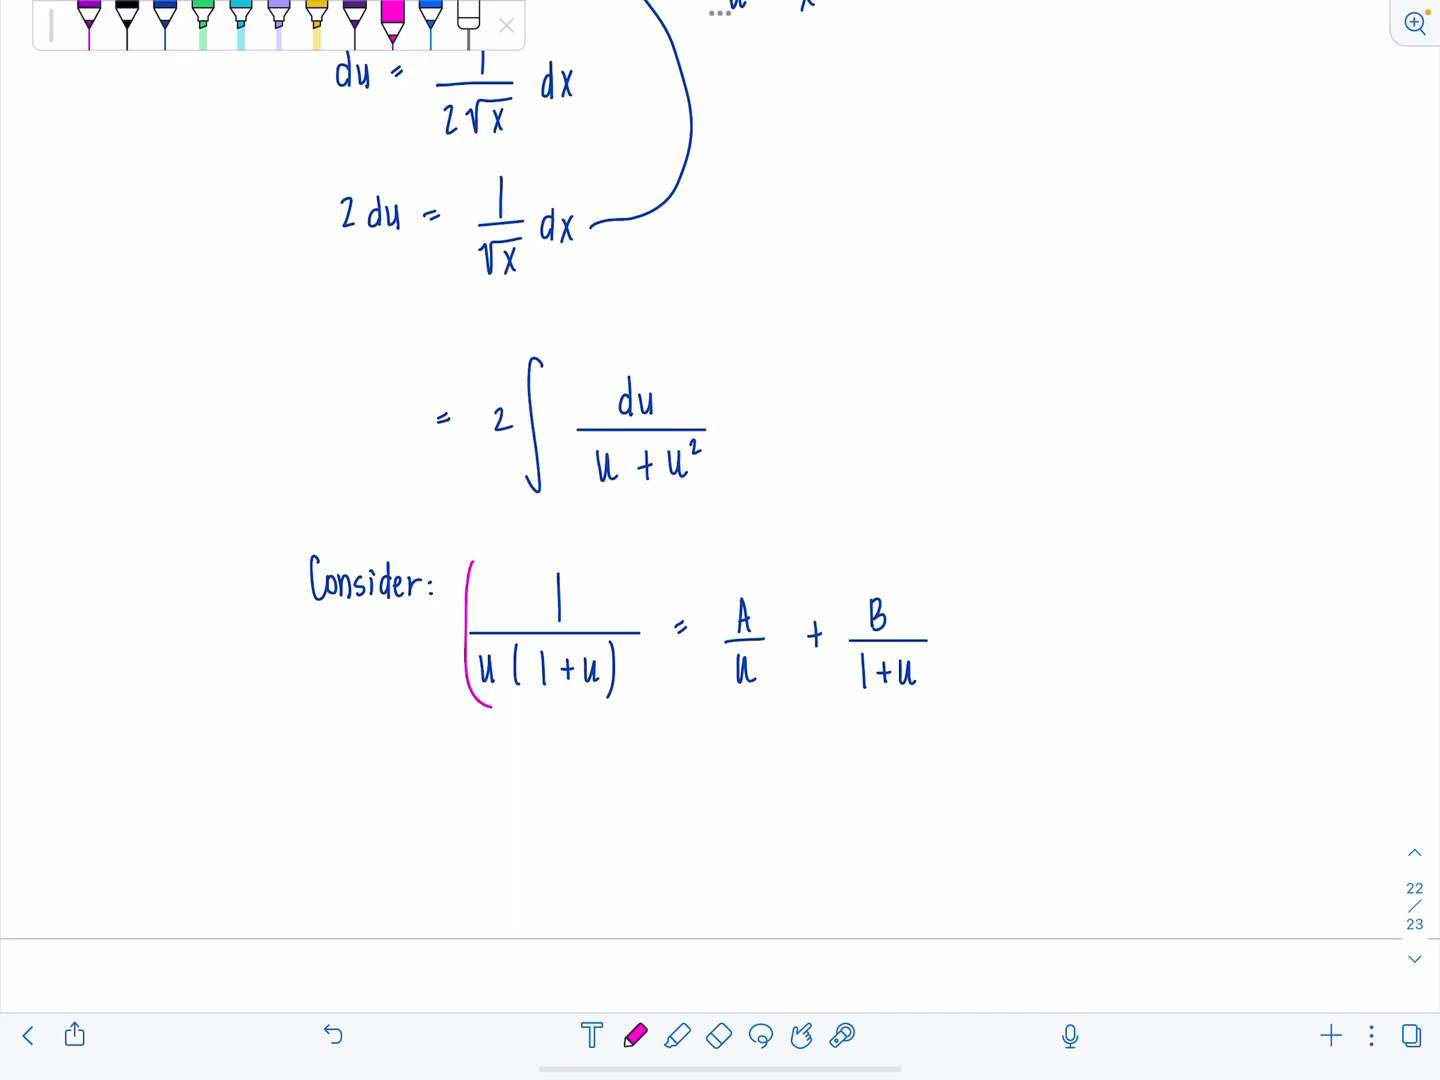 du = 1/(2√x) dx
2 du = 1/√x dx
= 2 ∫ du/(u + u²)
Consider: 1/(u(1+u)) = A/u + B/(1+u)
22
/
23
T